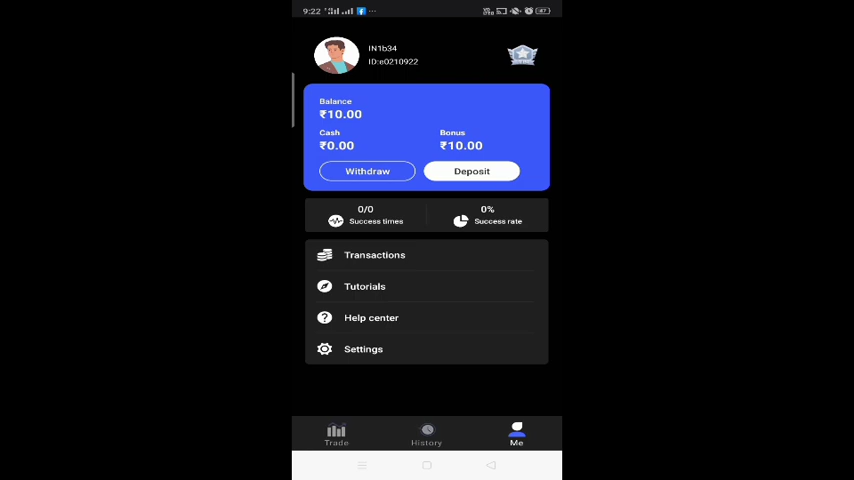 9:22
IN1b34
ID:e0210922
Balance
₹10.00
Cash
Bonus
₹0.00
₹10.00
Withdraw
Deposit
0/0
0%
Success times
Success rate
Transactions
Tutorials
Help center
Settings
Trade
History
Me